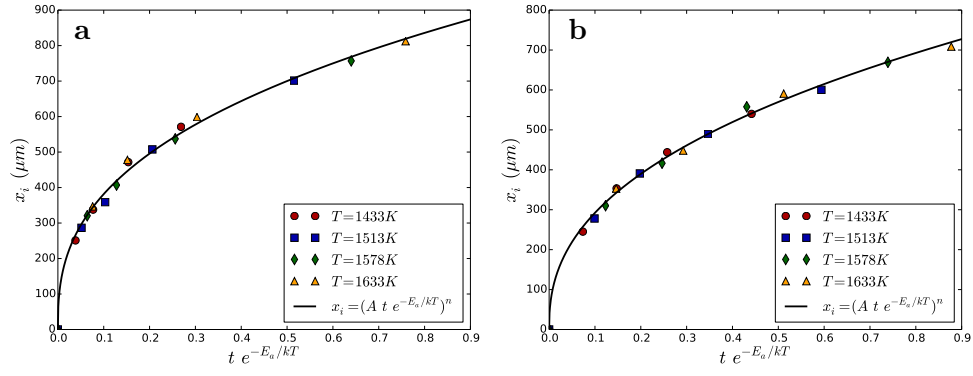 a
900
800
700
600
500
400
300
200
100
0
x_i (μm)
T=1433K
T=1513K
T=1578K
T=1633K
x_i=(A t e^{-E_a/kT})^n
0.0 0.1 0.2 0.3 0.4 0.5 0.6 0.7 0.8 0.9
t e^{-E_a/kT}
b
800
700
600
500
400
300
200
100
0
x_i (μm)
T=1433K
T=1513K
T=1578K
T=1633K
x_i=(A t e^{-E_a/kT})^n
0.0 0.1 0.2 0.3 0.4 0.5 0.6 0.7 0.8 0.9
t e^{-E_a/kT}